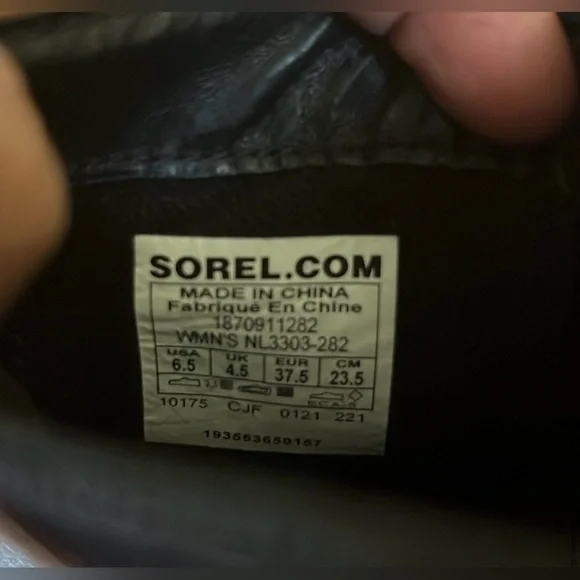 SOREL.COM
MADE IN CHINA
Fabriqué En Chine
1870911282
WMN'S NL3303-282
USA UK EUR CM
6.5 4.5 37.5 23.5
10175 CJF 0121 221
193553650157